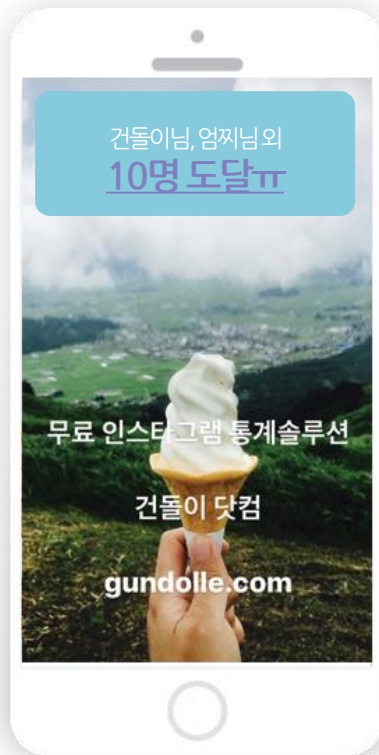 건돌이님, 엄찌님 외
10명 도달ㅠ
무료 인스타그램 통계솔루션
건돌이 닷컴
gundolle.com